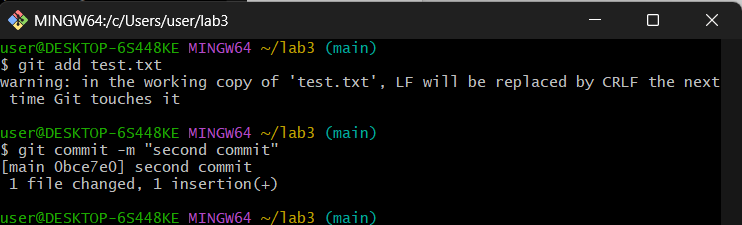 MINGW64:/c/Users/user/lab3
user@DESKTOP-6S448KE MINGW64 ~/lab3 (main)
$ git add test.txt
warning: in the working copy of 'test.txt', LF will be replaced by CRLF the next
 time Git touches it
user@DESKTOP-6S448KE MINGW64 ~/lab3 (main)
$ git commit -m "second commit"
[main 0bce7e0] second commit
 1 file changed, 1 insertion(+)
user@DESKTOP-6S448KE MINGW64 ~/lab3 (main)